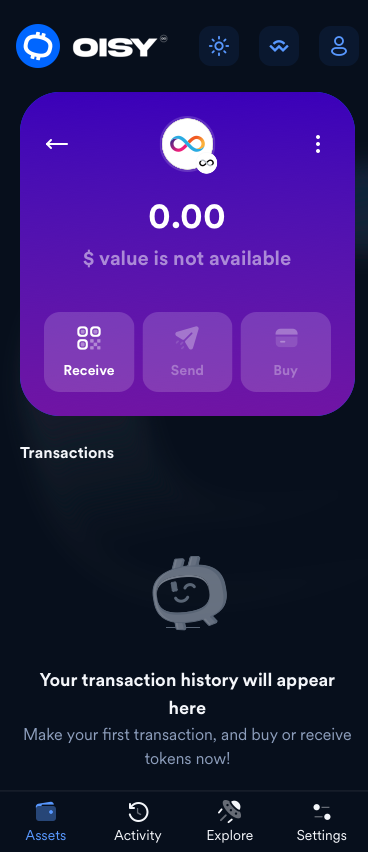 OISY
0.00
$ value is not available
Receive
Send
Buy
Transactions
Your transaction history will appear
here
Make your first transaction, and buy or receive
tokens now!
Assets
Activity
Explore
Settings